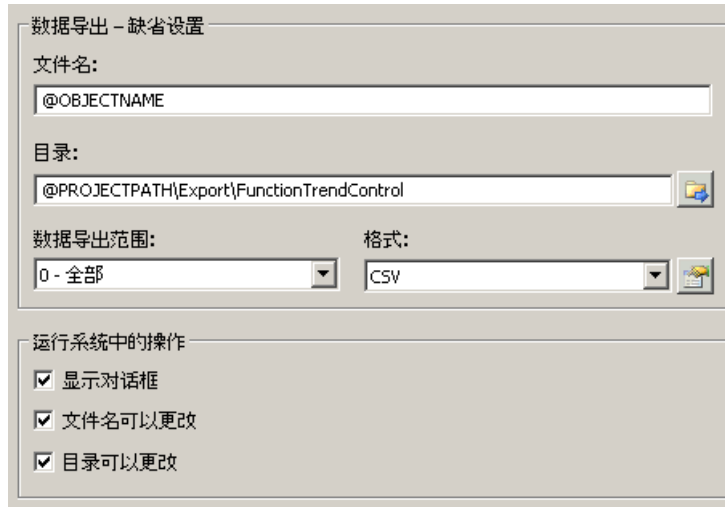 数据导出 – 缺省设置
文件名:
@OBJECTNAME
目录:
@PROJECTPATH\Export\FunctionTrendControl
数据导出范围: 格式:
0 - 全部 CSV
运行系统中的操作
显示对话框
文件名可以更改
目录可以更改